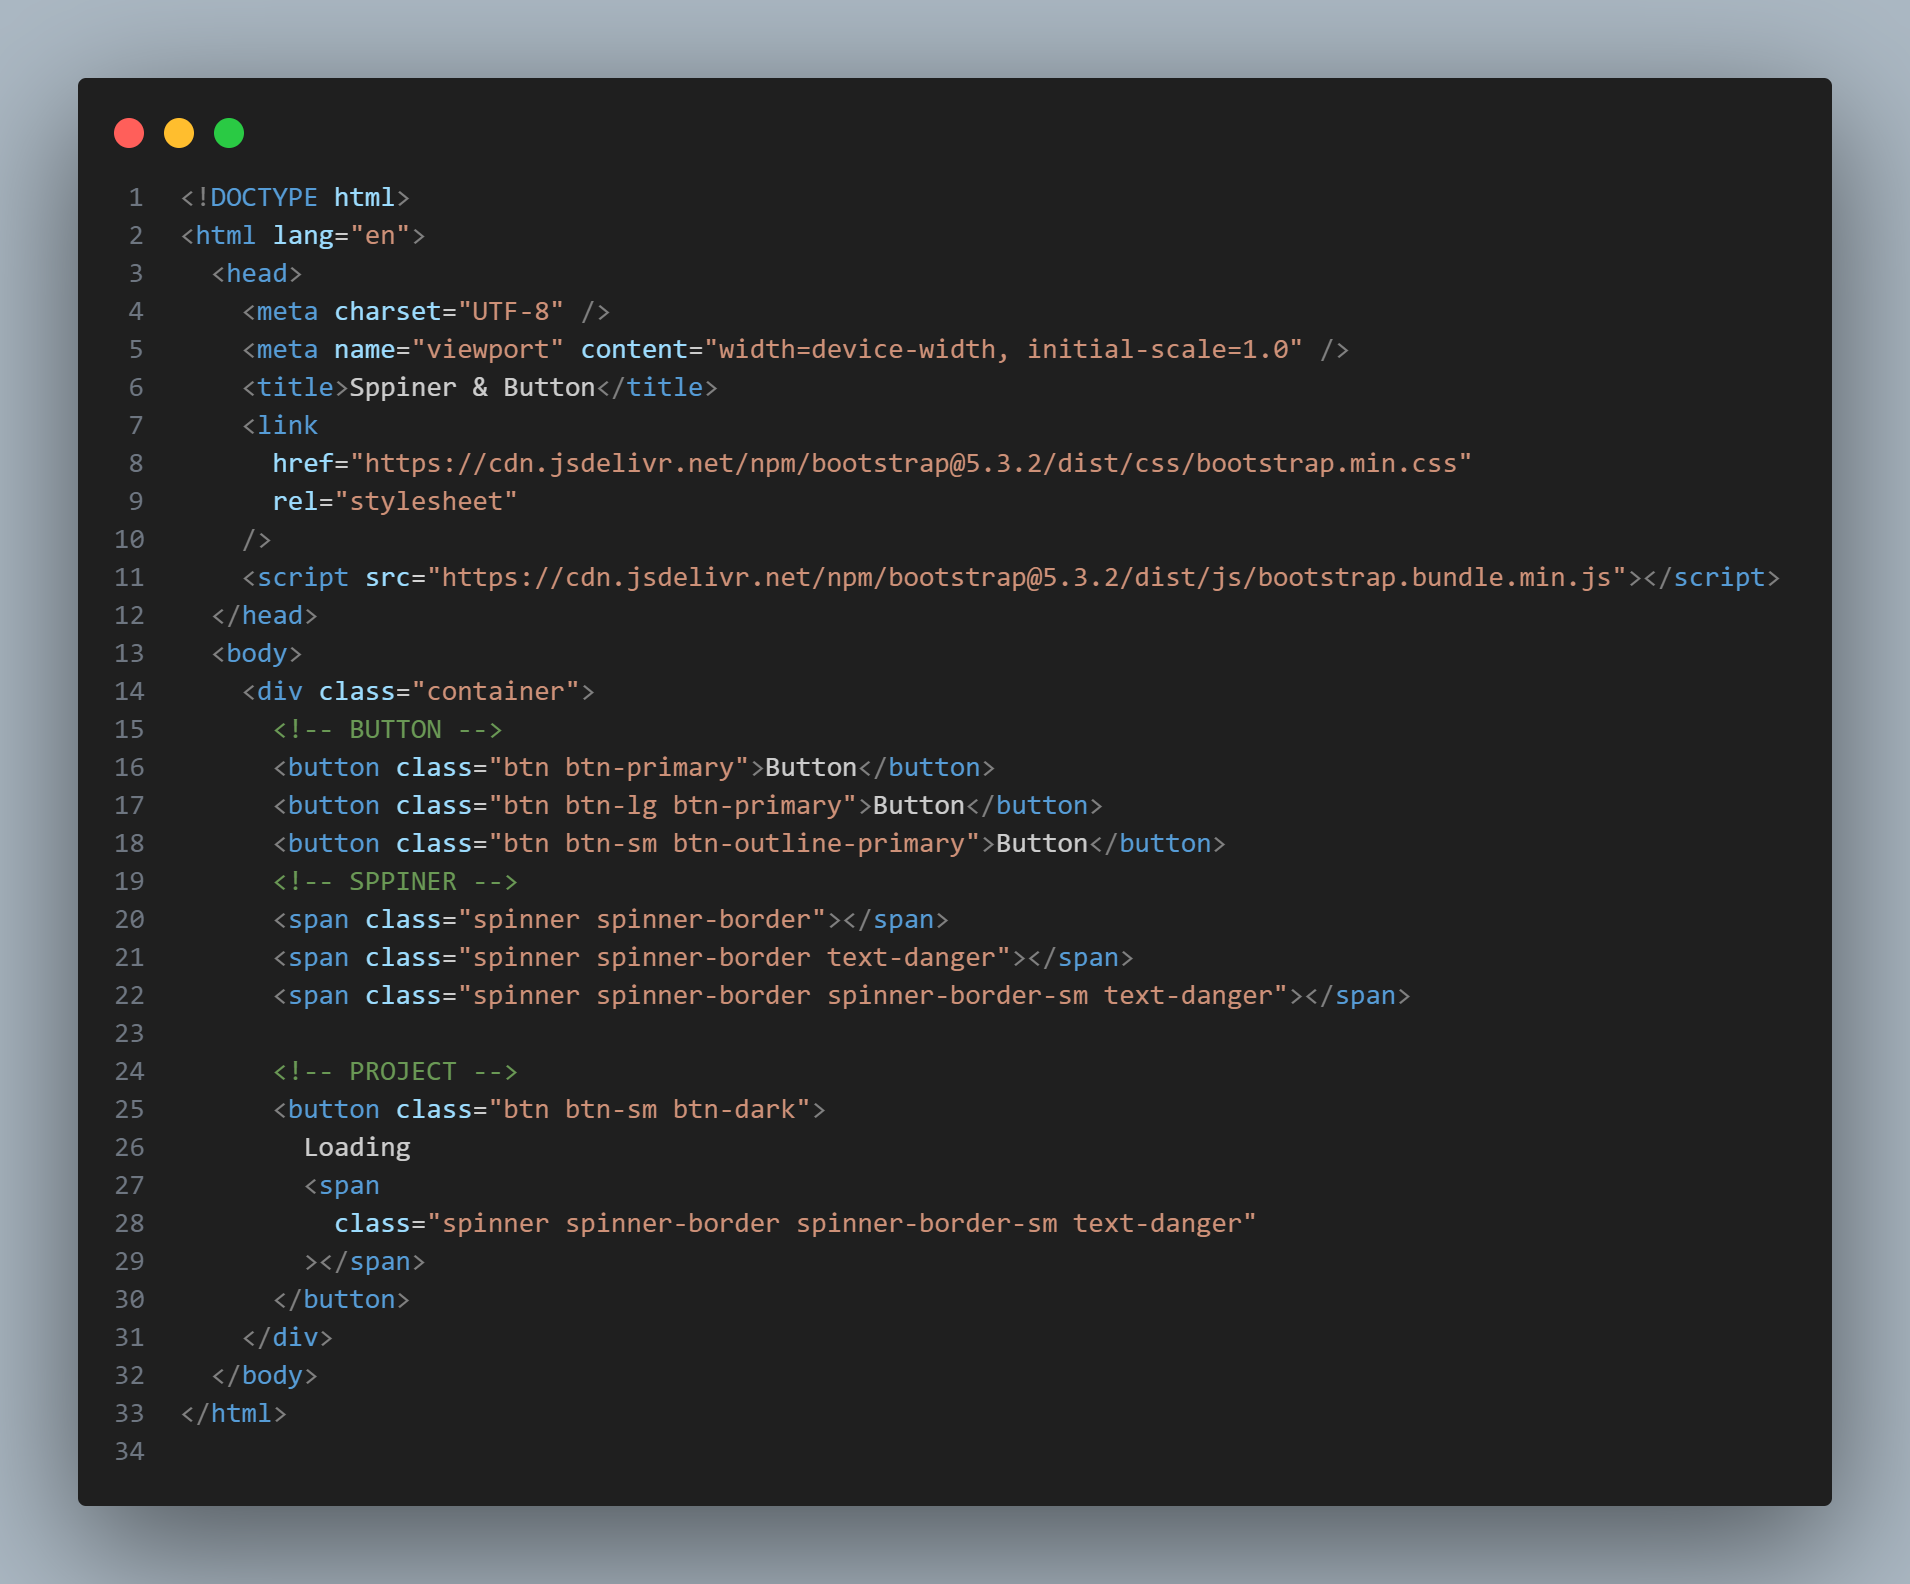 1 <!DOCTYPE html>
2 <html lang="en">
3   <head>
4     <meta charset="UTF-8" />
5     <meta name="viewport" content="width=device-width, initial-scale=1.0" />
6     <title>Sppiner & Button</title>
7     <link
8       href="https://cdn.jsdelivr.net/npm/bootstrap@5.3.2/dist/css/bootstrap.min.css"
9       rel="stylesheet"
10     />
11     <script src="https://cdn.jsdelivr.net/npm/bootstrap@5.3.2/dist/js/bootstrap.bundle.min.js"></script>
12   </head>
13   <body>
14     <div class="container">
15       <!-- BUTTON -->
16       <button class="btn btn-primary">Button</button>
17       <button class="btn btn-lg btn-primary">Button</button>
18       <button class="btn btn-sm btn-outline-primary">Button</button>
19       <!-- SPPINER -->
20       <span class="spinner spinner-border"></span>
21       <span class="spinner spinner-border text-danger"></span>
22       <span class="spinner spinner-border spinner-border-sm text-danger"></span>
23
24       <!-- PROJECT -->
25       <button class="btn btn-sm btn-dark">
26         Loading
27         <span
28           class="spinner spinner-border spinner-border-sm text-danger"
29         ></span>
30       </button>
31     </div>
32   </body>
33 </html>
34